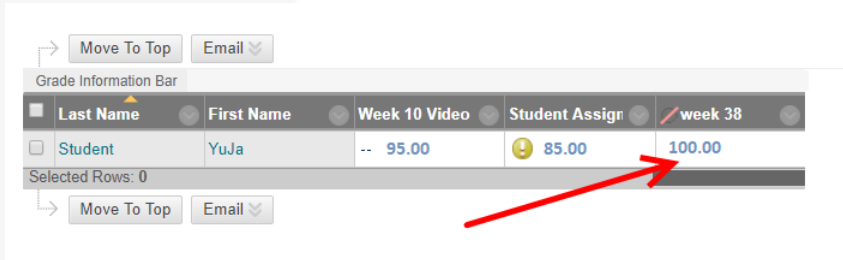 Move To Top Email
Grade Information Bar
Last Name First Name Week 10 Video Student Assign week 38
Student YuJa -- 95.00 85.00 100.00
Selected Rows: 0
Move To Top Email